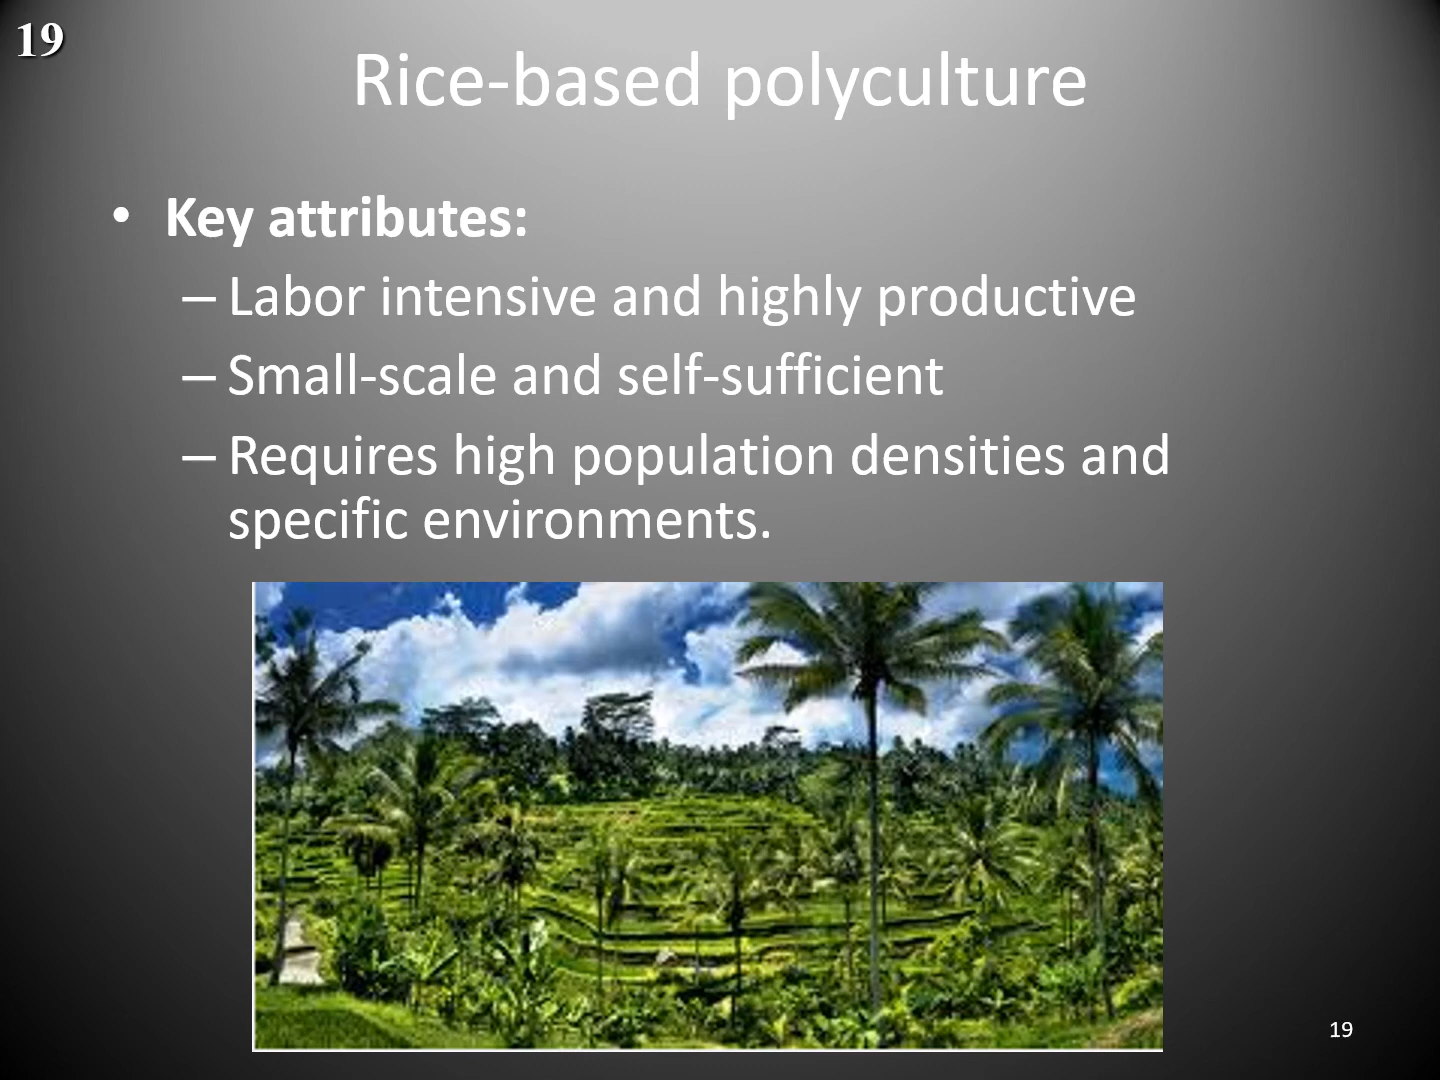 19
Rice-based polyculture
• Key attributes:
– Labor intensive and highly productive
– Small-scale and self-sufficient
– Requires high population densities and
specific environments.
19